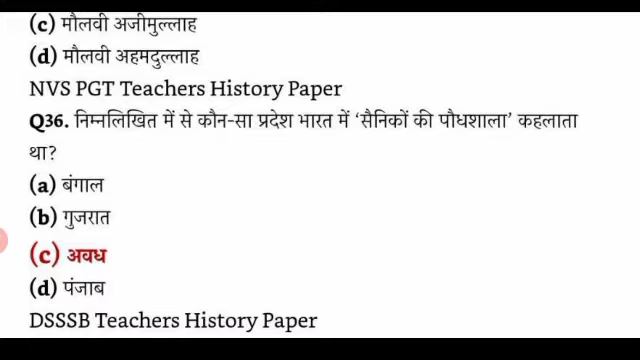 (c) मौलवी अजीमुल्लाह
(d) मौलवी अहमदुल्लाह
NVS PGT Teachers History Paper
Q36. निम्नलिखित में से कौन-सा प्रदेश भारत में ‘सैनिकों की पौधशाला’ कहलाता
था?
(a) बंगाल
(b) गुजरात
(c) अवध
(d) पंजाब
DSSSB Teachers History Paper